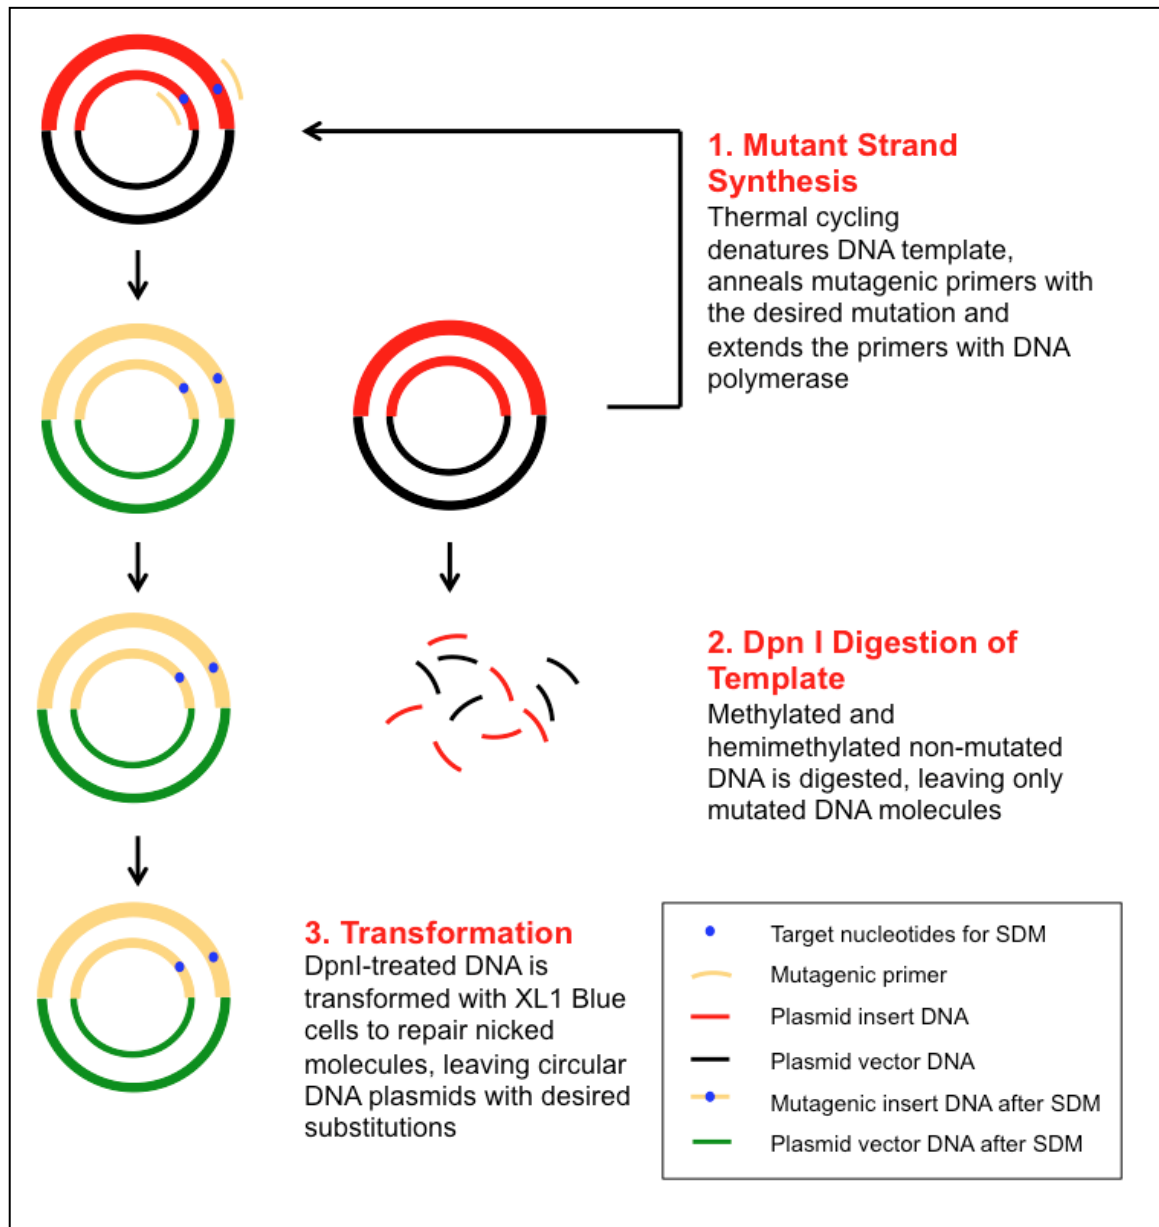 1. Mutant Strand
Synthesis
Thermal cycling
denatures DNA template,
anneals mutagenic primers with
the desired mutation and
extends the primers with DNA
polymerase
2. Dpn I Digestion of
Template
Methylated and
hemimethylated non-mutated
DNA is digested, leaving only
mutated DNA molecules
3. Transformation
DpnI-treated DNA is
transformed with XL1 Blue
cells to repair nicked
molecules, leaving circular
DNA plasmids with desired
substitutions
Target nucleotides for SDM
Mutagenic primer
Plasmid insert DNA
Plasmid vector DNA
Mutagenic insert DNA after SDM
Plasmid vector DNA after SDM